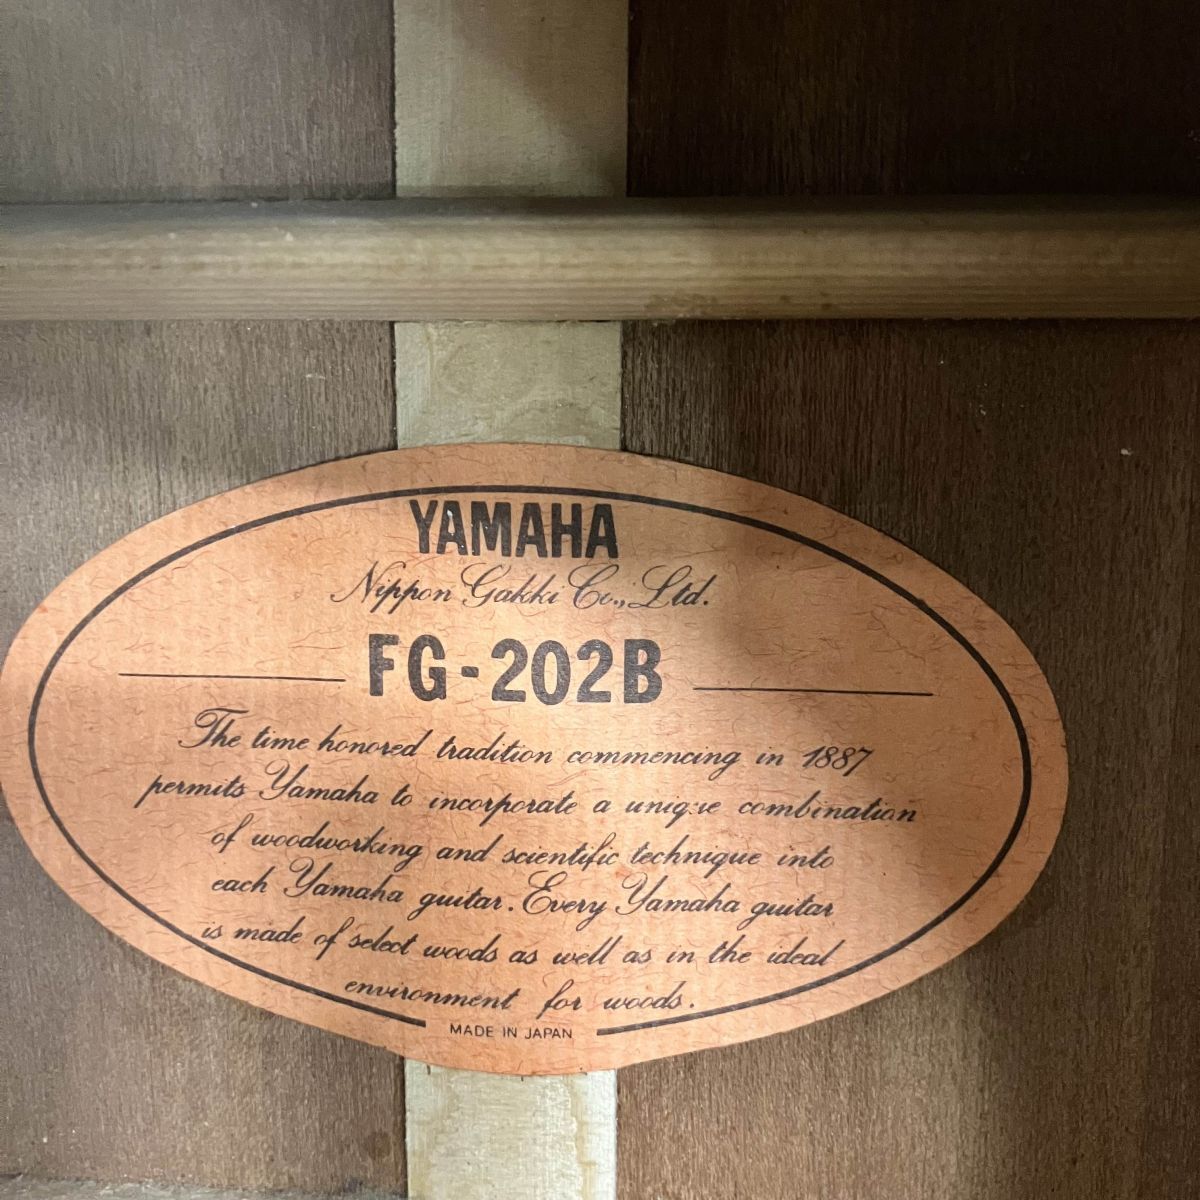 YAMAHA
Nippon Gakki Co., Ltd.
FG-202B
The time honored tradition commencing in 1887
permits Yamaha to incorporate a unique combination
of woodworking and scientific technique into
each Yamaha guitar. Every Yamaha guitar
is made of select woods as well as in the ideal
environment for woods.
MADE IN JAPAN